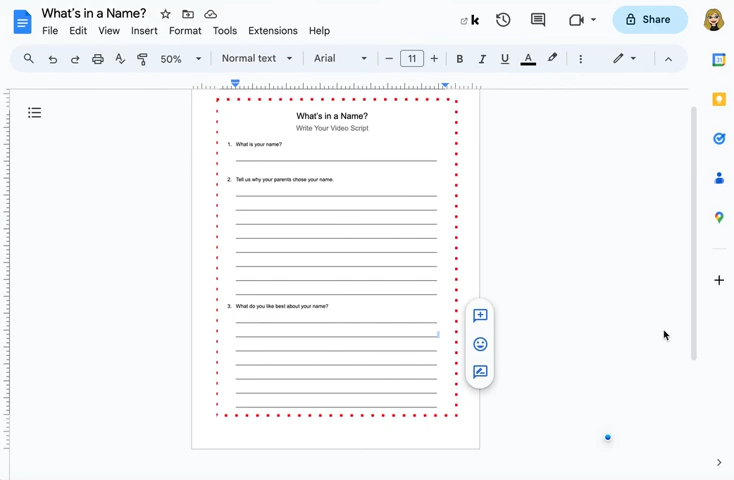 What's in a Name?
File Edit View Insert Format Tools Extensions Help
k
Share
50%
Normal text
Arial
11
B I U A
What's in a Name?
Write Your Video Script
1. What is your name?
2. Tell us why your parents chose your name.
3. What do you like best about your name?